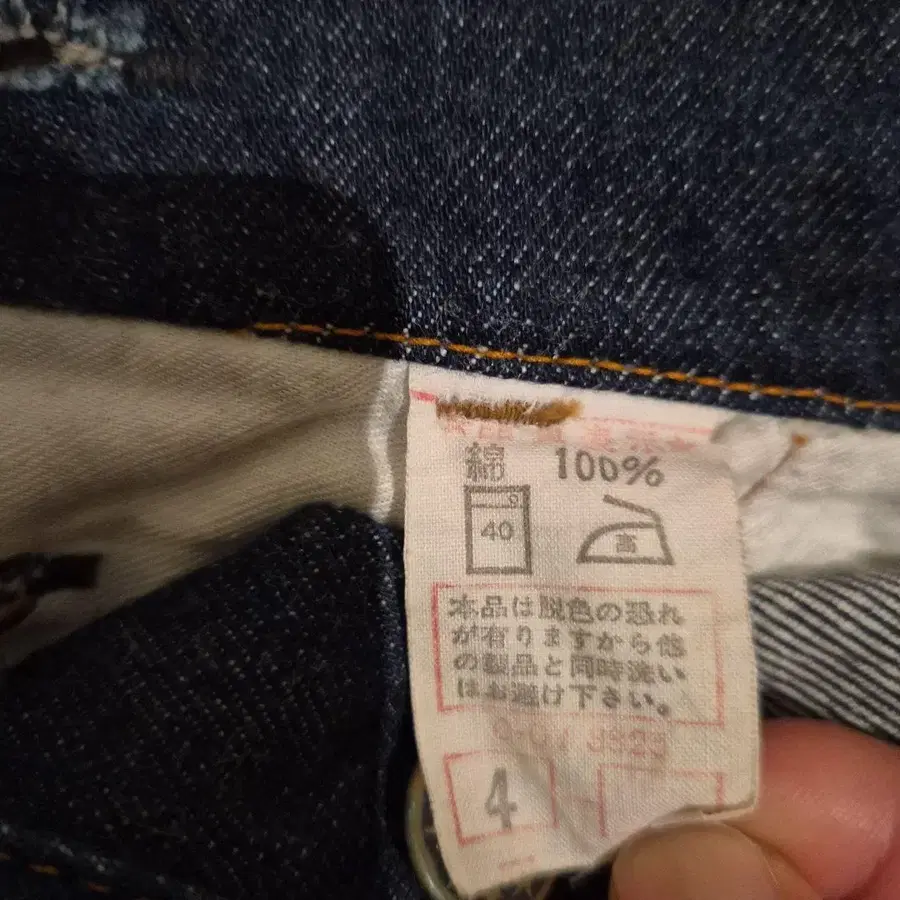 綿 100%
40
高
本品は脱色の恐れ
が有りますから他
の製品と同時洗い
はお避け下さい。
4